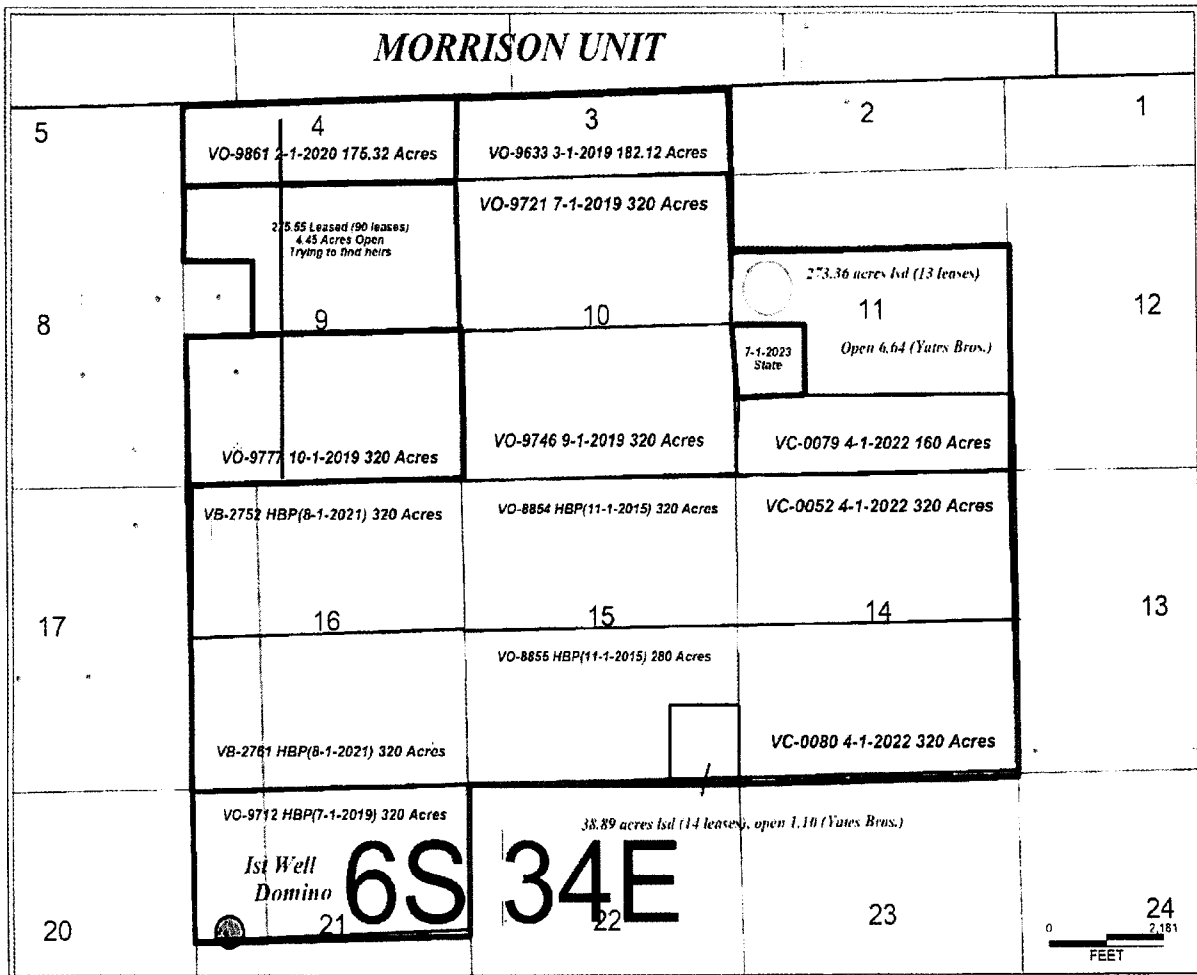 MORRISON UNIT
5
4
3
2
1
VO-9861 2-1-2020 175.32 Acres
VO-9633 3-1-2019 182.12 Acres
VO-9721 7-1-2019 320 Acres
275.55 Leased (90 leases)
4.45 Acres Open
Trying to find heirs
273.36 acres lsd (13 leases)
8
9
10
11
12
7-1-2023
State
Open 6.64 (Yates Bros.)
VO-9777 10-1-2019 320 Acres
VO-9746 9-1-2019 320 Acres
VC-0079 4-1-2022 160 Acres
VB-2752 HBP(8-1-2021) 320 Acres
VO-8854 HBP(11-1-2015) 320 Acres
VC-0052 4-1-2022 320 Acres
17
16
15
14
13
VO-8855 HBP(11-1-2015) 280 Acres
VB-2761 HBP(8-1-2021) 320 Acres
VC-0080 4-1-2022 320 Acres
VO-9712 HBP(7-1-2019) 320 Acres
38.89 acres lsd (14 leases), open 1.10 (Yates Bros.)
Ist Well
Domino
6S 34E
20
21
22
23
24
0 2,181
FEET